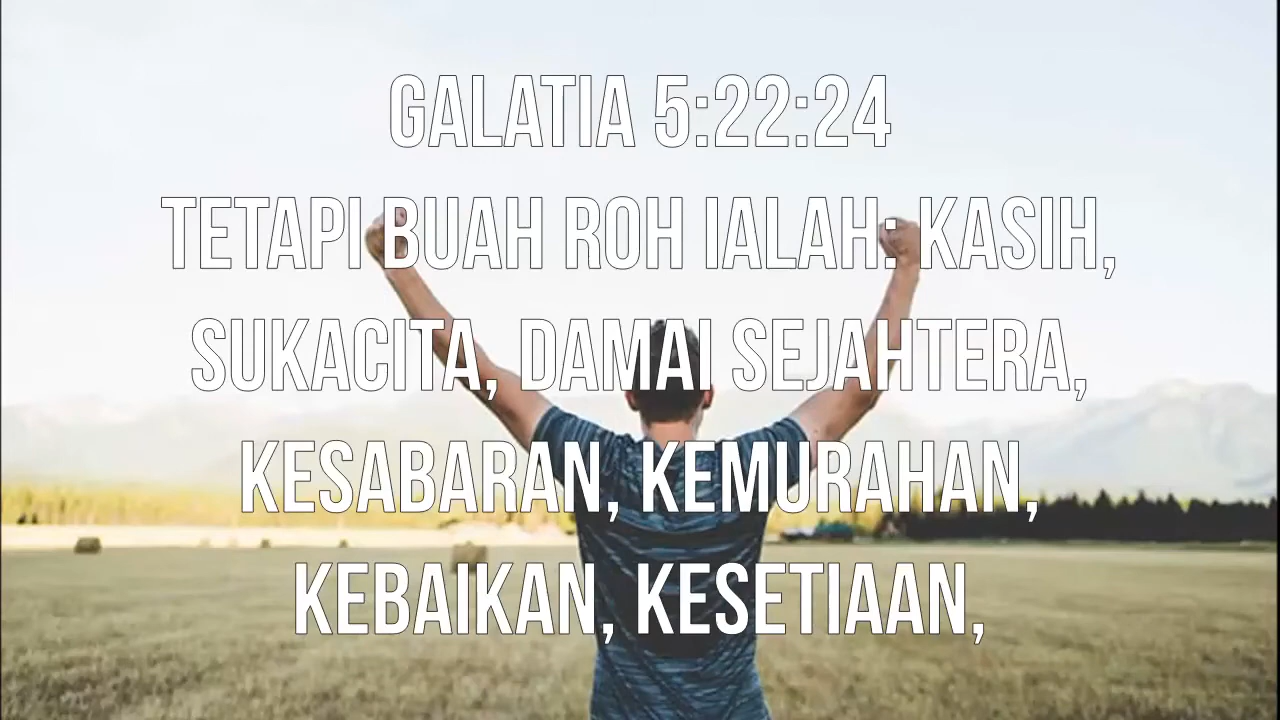 GALATIA 5:22:24
TETAPI BUAH ROH IALAH: KASIH,
SUKACITA, DAMAI SEJAHTERA,
KESABARAN, KEMURAHAN,
KEBAIKAN, KESETIAAN,